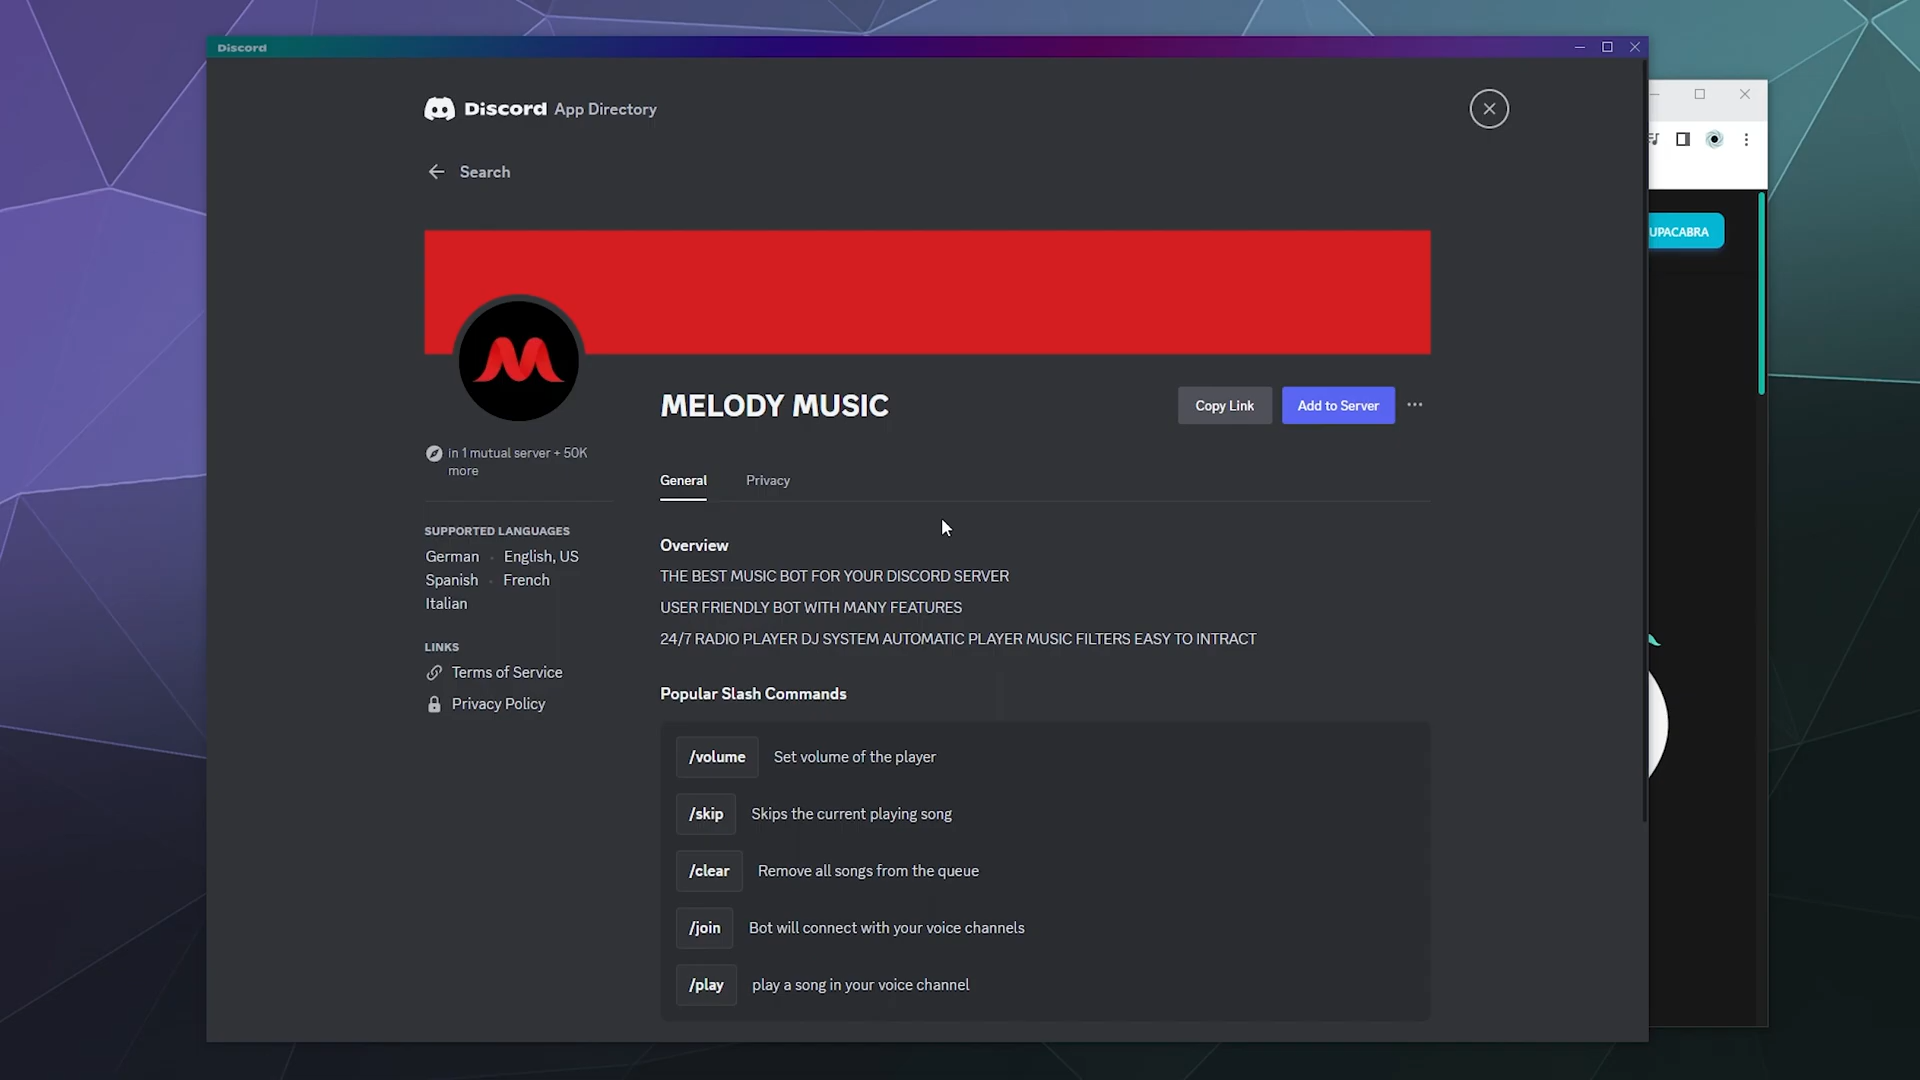 Discord
Discord App Directory
Search
UPACABRA
MELODY MUSIC
Copy Link
Add to Server
in 1 mutual server + 50K
more
General
Privacy
SUPPORTED LANGUAGES
German
English, US
Spanish
French
Italian
LINKS
Terms of Service
Privacy Policy
Overview
THE BEST MUSIC BOT FOR YOUR DISCORD SERVER
USER FRIENDLY BOT WITH MANY FEATURES
24/7 RADIO PLAYER DJ SYSTEM AUTOMATIC PLAYER MUSIC FILTERS EASY TO INTRACT
Popular Slash Commands
/volume Set volume of the player
/skip Skips the current playing song
/clear Remove all songs from the queue
/join Bot will connect with your voice channels
/play play a song in your voice channel